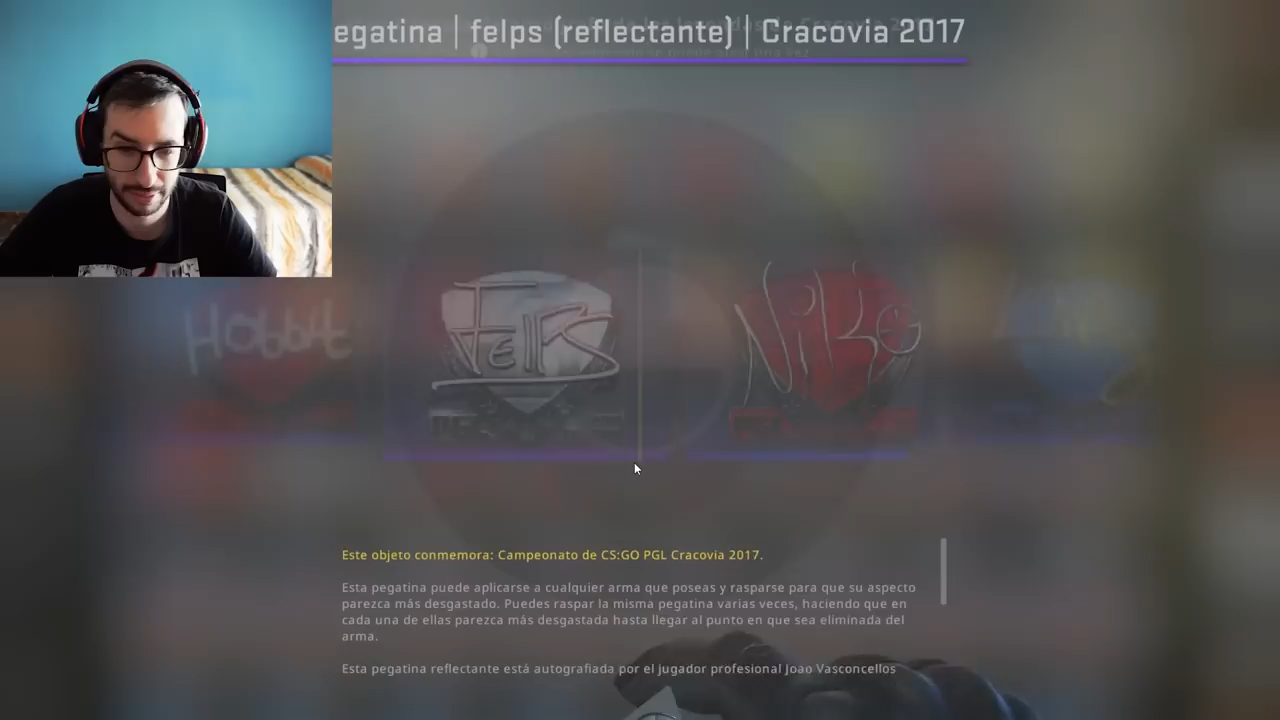 egatina | felps (reflectante) | Cracovia 2017
Hobbit
Felps
NiKo
Este objeto conmemora: Campeonato de CS:GO PGL Cracovia 2017.
Esta pegatina puede aplicarse a cualquier arma que poseas y rasparse para que su aspecto
parezca más desgastado. Puedes raspar la misma pegatina varias veces, haciendo que en
cada una de ellas parezca más desgastada hasta llegar al punto en que sea eliminada del
arma.
Esta pegatina reflectante está autografiada por el jugador profesional Joao Vasconcellos